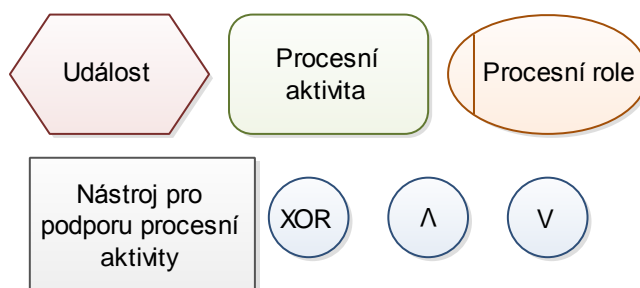 Událost
Procesní
aktivita
Procesní role
Nástroj pro
podporu procesní
aktivity
XOR
Λ
V